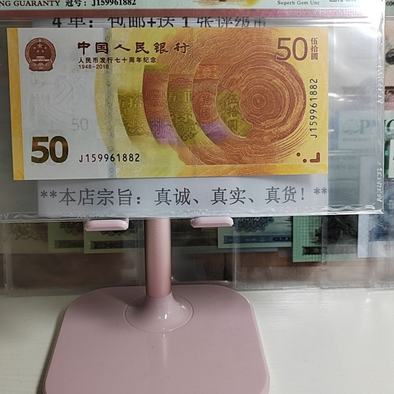 NG GUARANTY 冠号: J159961882
Superb Gem Unc
中国人民银行
人民币发行七十周年纪念
1948-2018
50
伍拾圆
J159961882
50
J159961882
**本店宗旨：真诚、真实、真货！**